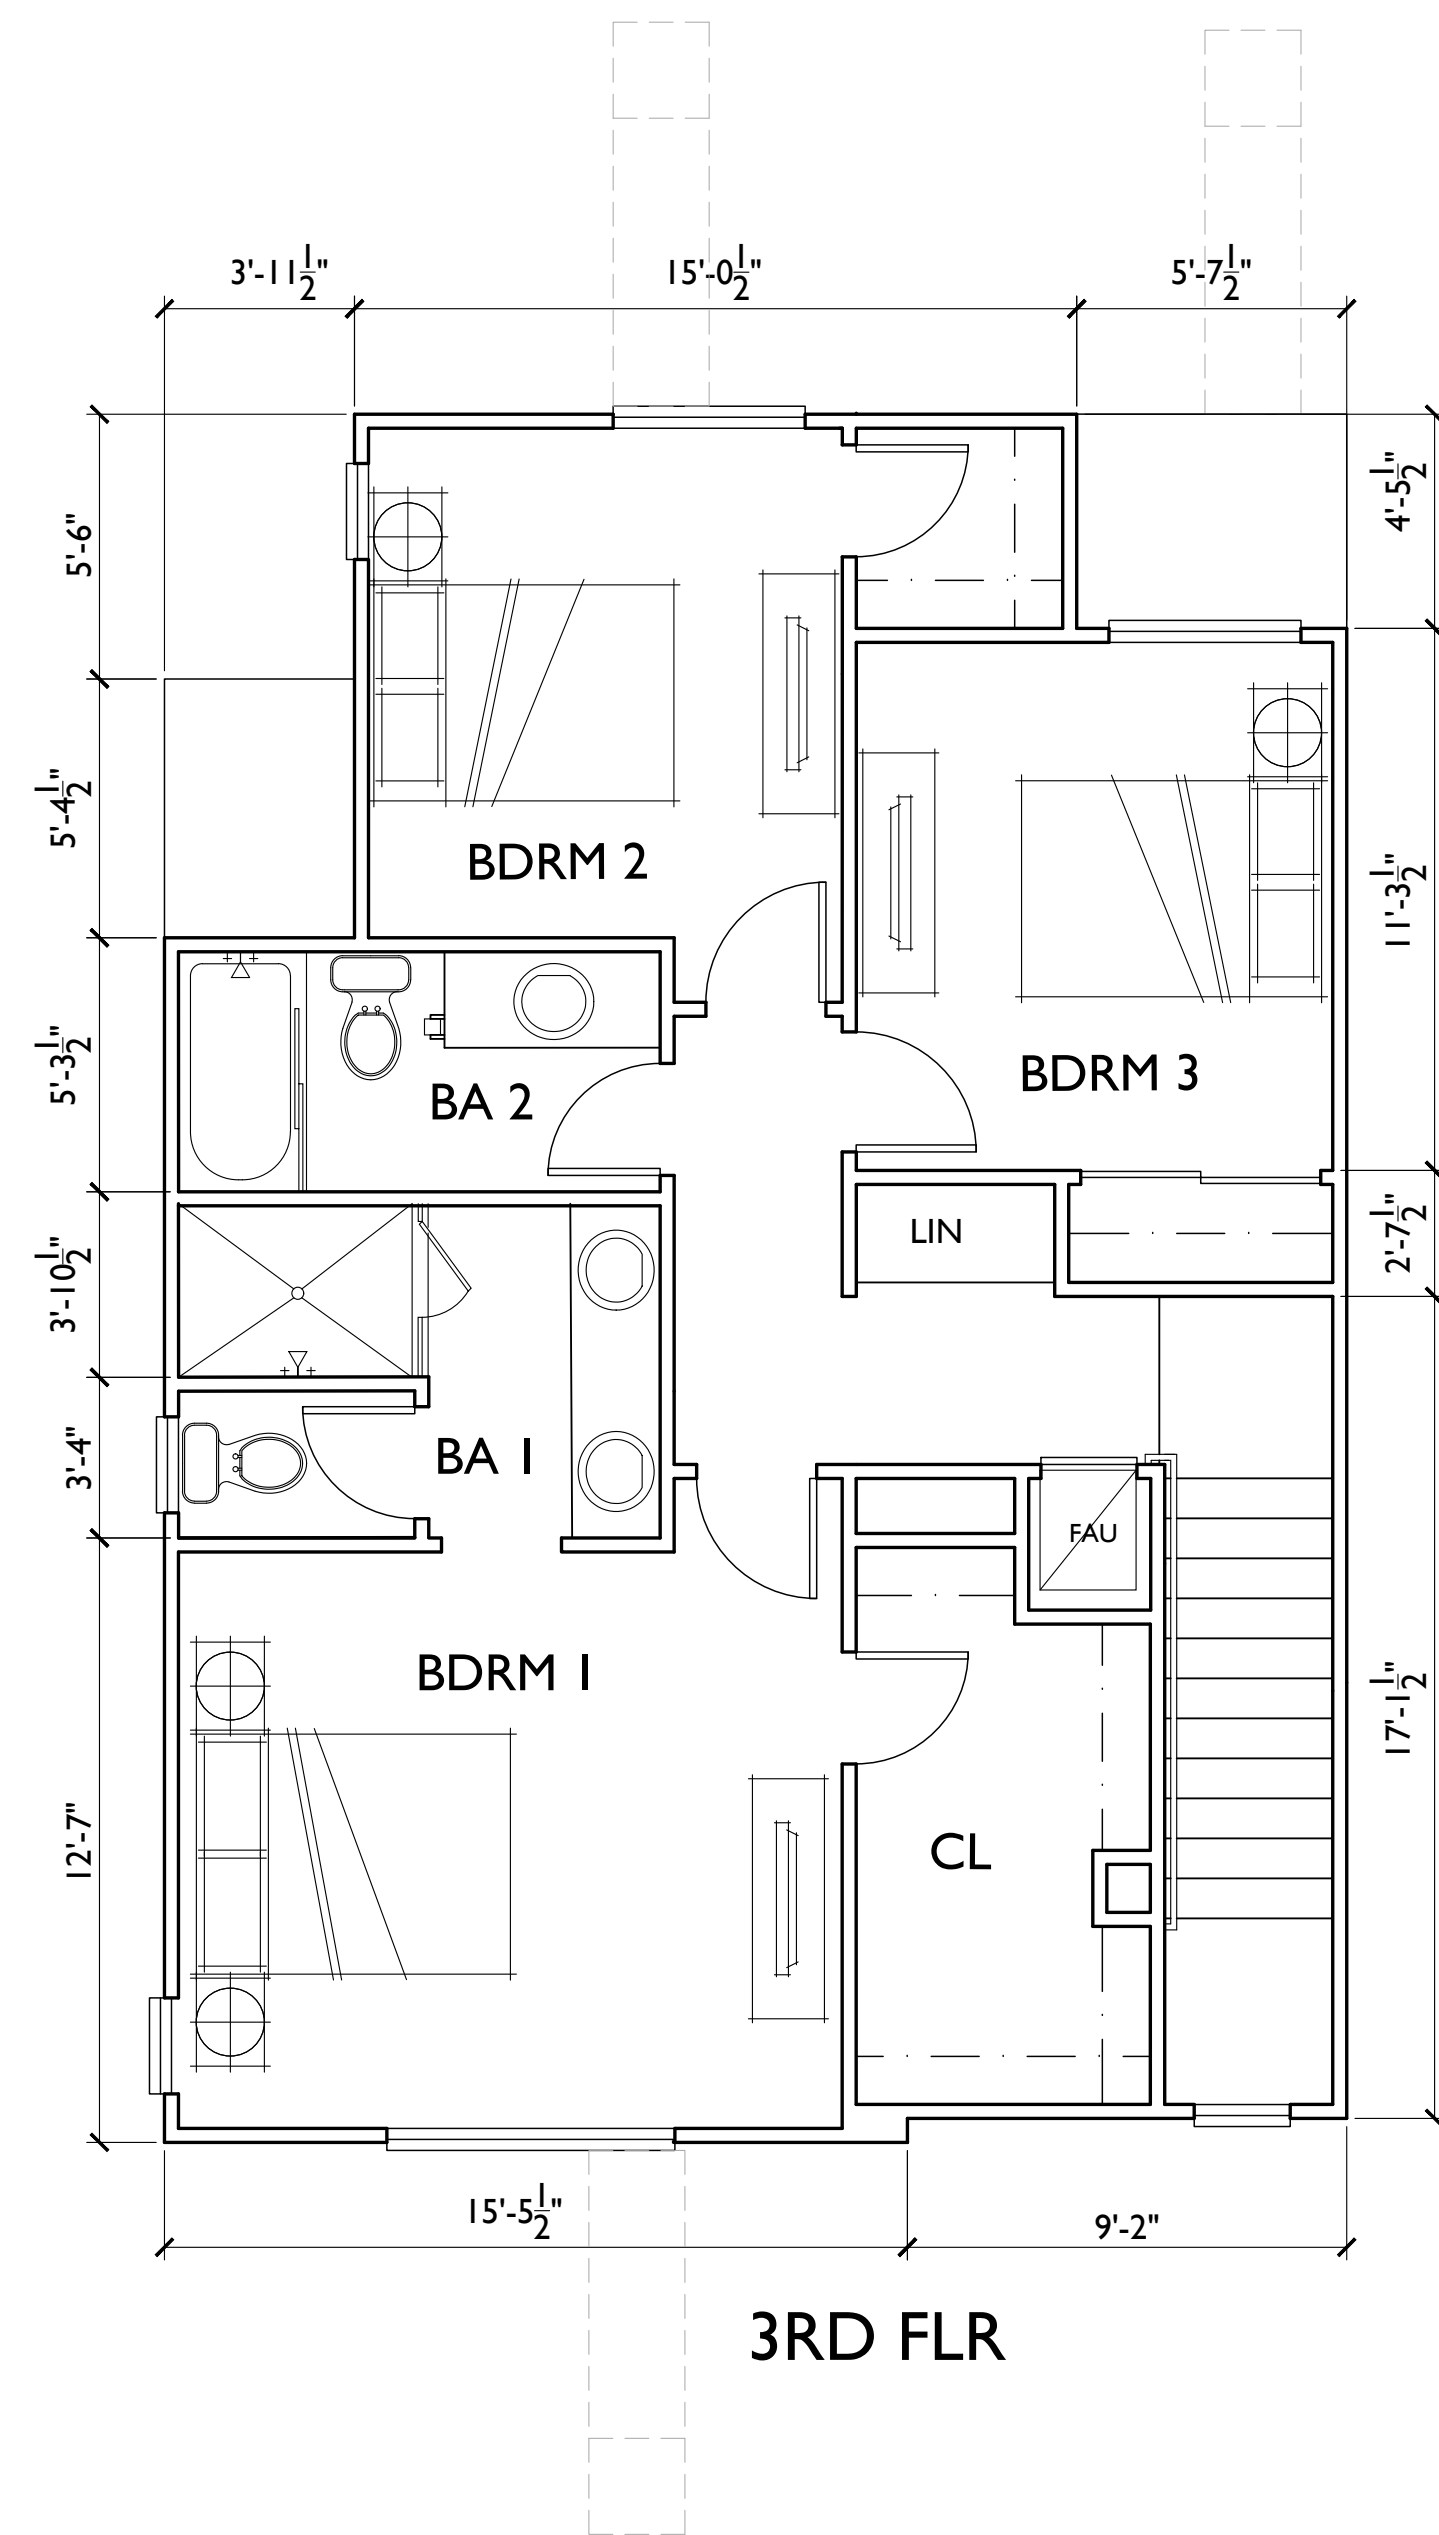 3'-11 1/2"
15'-0 1/2"
5'-7 1/2"
5'-6"
4'-5 1/2"
5'-4 1/2"
BDRM 2
11'-3 1/2"
5'-3 1/2"
BA 2
BDRM 3
3'-10 1/2"
LIN
2'-7 1/2"
3'-4"
BA 1
FAU
BDRM 1
17'-1 1/2"
12'-7"
CL
15'-5 1/2"
9'-2"
3RD FLR